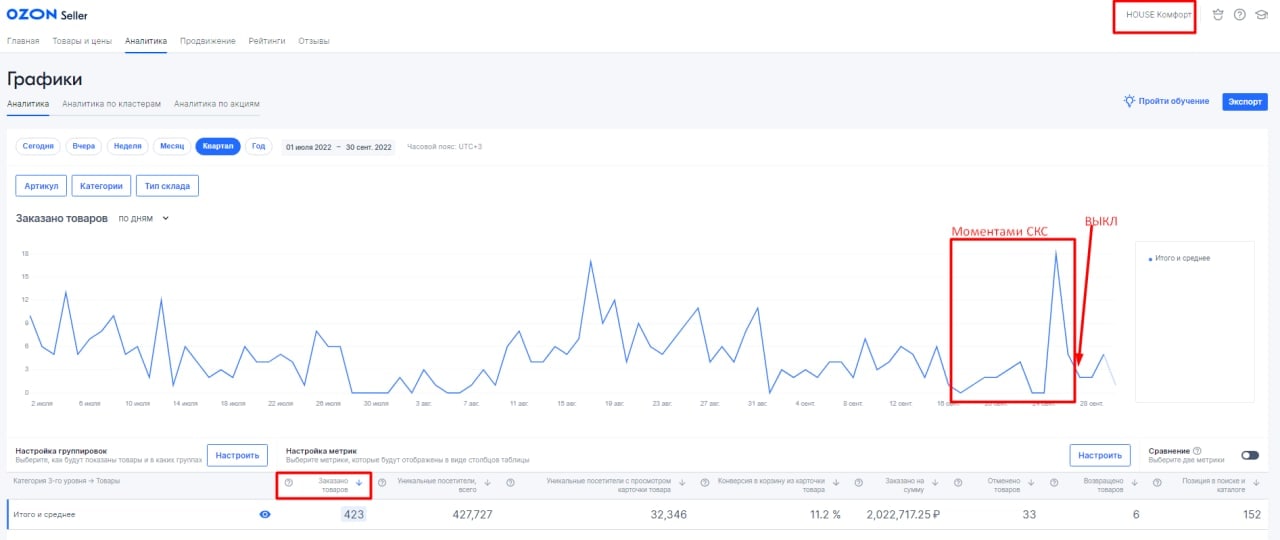 OZON Seller
HOUSE Комфорт
Главная Товары и цены Аналитика Продвижение Рейтинги Отзывы
Графики
Аналитика Аналитика по кластерам Аналитика по акциям
Пройти обучение Экспорт
Сегодня Вчера Неделя Месяц Квартал Год 01 июля 2022 – 30 сент. 2022 Часовой пояс: UTC+3
Артикул Категории Тип склада
Заказано товаров по дням
ВЫКЛ
Моментами СКС
18
15
12
9
6
3
0
Итого и среднее
2 июля 6 июля 10 июля 14 июля 18 июля 22 июля 26 июля 30 июля 3 авг. 7 авг. 11 авг. 15 авг. 19 авг. 23 авг. 27 авг. 31 авг. 4 сент. 8 сент. 12 сент. 28 сент.
Настройка группировок
Выберите, как будут показаны товары и в каких группах
Настроить
Настройка метрик
Выберите метрики, которые будут отображены в виде столбцов таблицы
Настроить
Сравнение
Выберите две метрики
Категория 3-го уровня → Товары
Заказано товаров
Уникальные посетители, всего
Уникальные посетители с просмотром карточки товара
Конверсия в корзину из карточки товара
Заказано на сумму
Отменено товаров
Возвращено товаров
Позиция в поиске и каталоге
Итого и среднее 423 427,727 32,346 11.2 % 2,022,717.25 ₽ 33 6 152